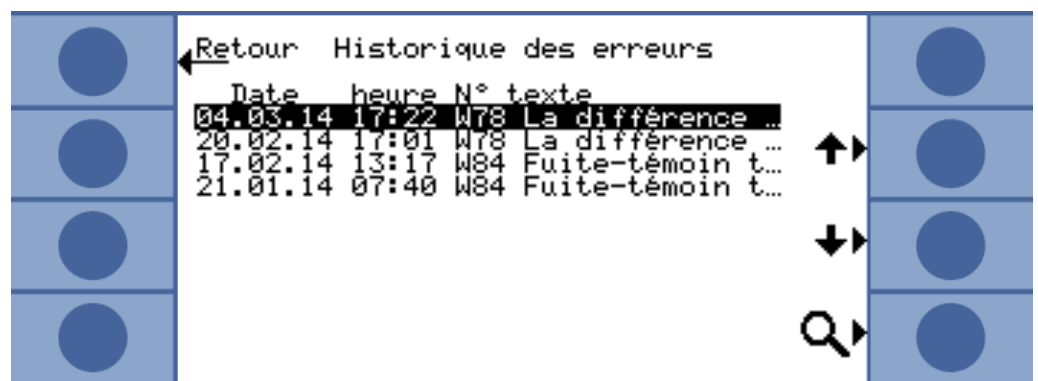 Retour Historique des erreurs
Date heure N° texte
04.03.14 17:22 W78 La différence …
20.02.14 17:01 W78 La différence …
17.02.14 13:17 W84 Fuite-témoin t…
21.01.14 07:40 W84 Fuite-témoin t…